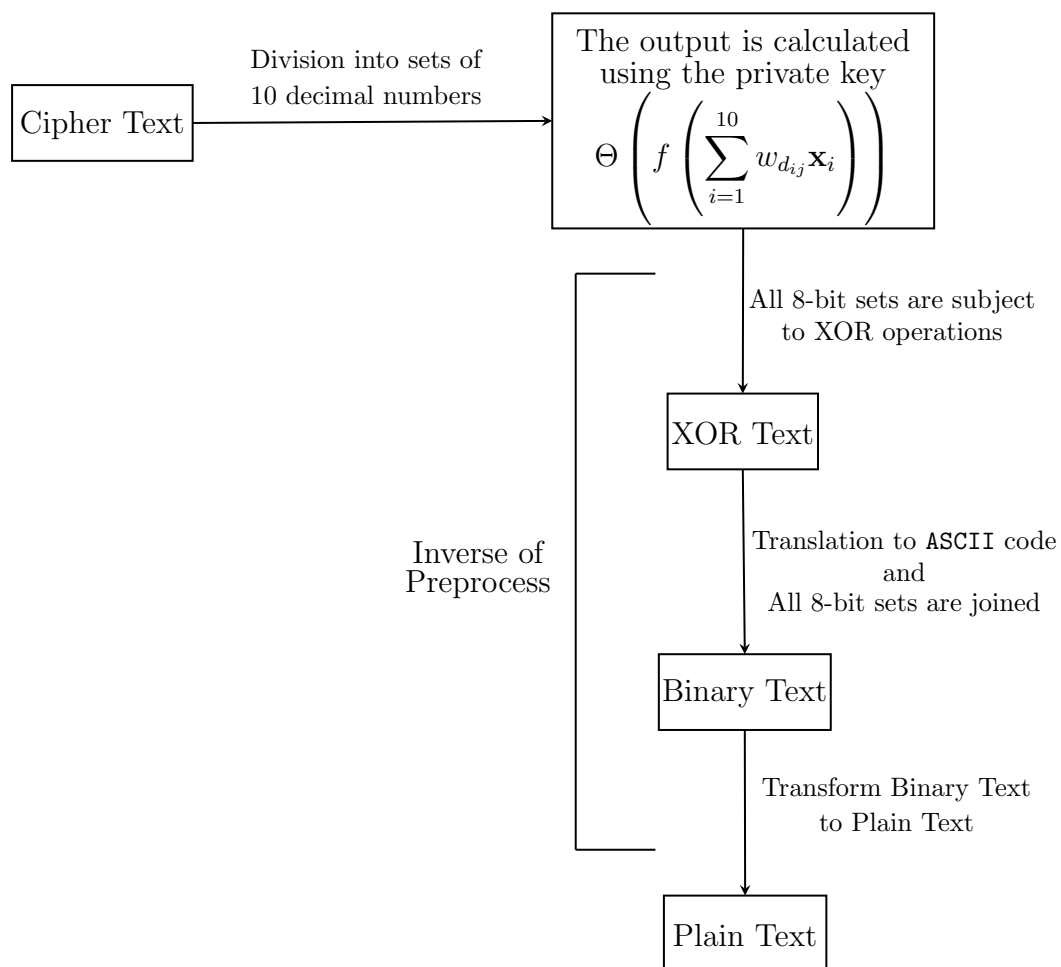 Cipher Text
Division into sets of
10 decimal numbers
The output is calculated
using the private key
Θ ( f ( ∑_{i=1}^{10} w_{d_{ij}} x_i ) )
All 8-bit sets are subject
to XOR operations
XOR Text
Inverse of
Preprocess
Translation to ASCII code
and
All 8-bit sets are joined
Binary Text
Transform Binary Text
to Plain Text
Plain Text